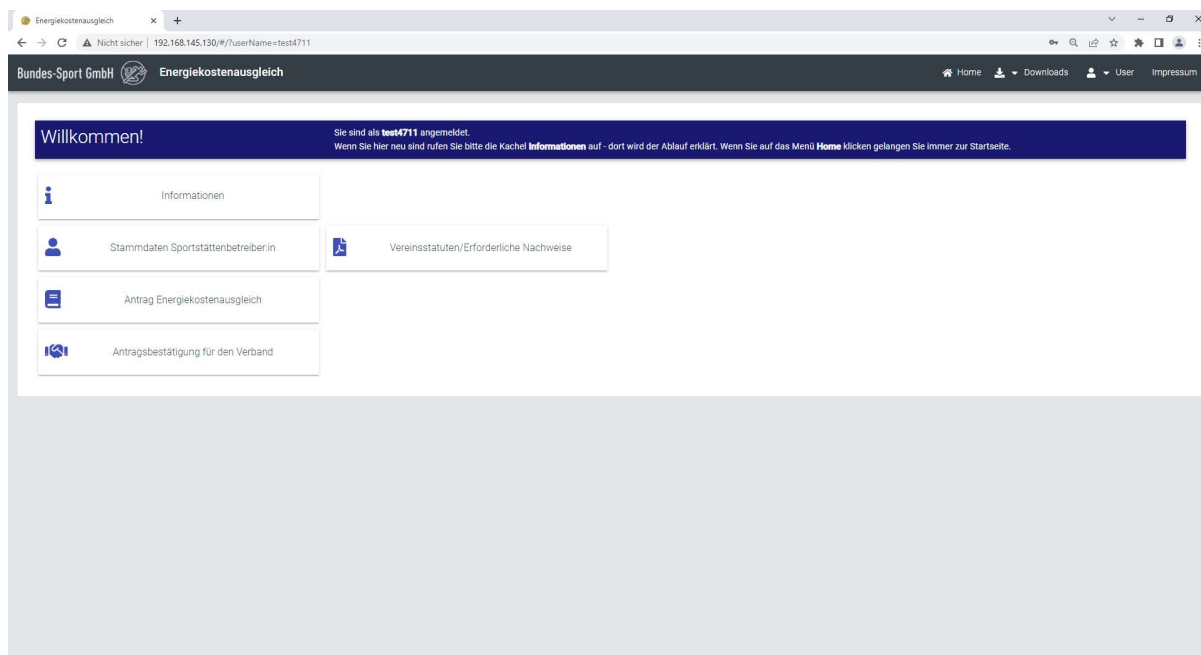 Energiekostenausgleich
Nicht sicher | 192.168.145.130/#/?userName=test4711
Bundes-Sport GmbH Energiekostenausgleich Home Downloads User Impressum
Willkommen!
Sie sind als test4711 angemeldet.
Wenn Sie hier neu sind rufen Sie bitte die Kachel Informationen auf - dort wird der Ablauf erklärt. Wenn Sie auf das Menü Home klicken gelangen Sie immer zur Startseite.
Informationen
Stammdaten Sportstättenbetreiber:in
Vereinsstatuten/Erforderliche Nachweise
Antrag Energiekostenausgleich
Antragsbestätigung für den Verband